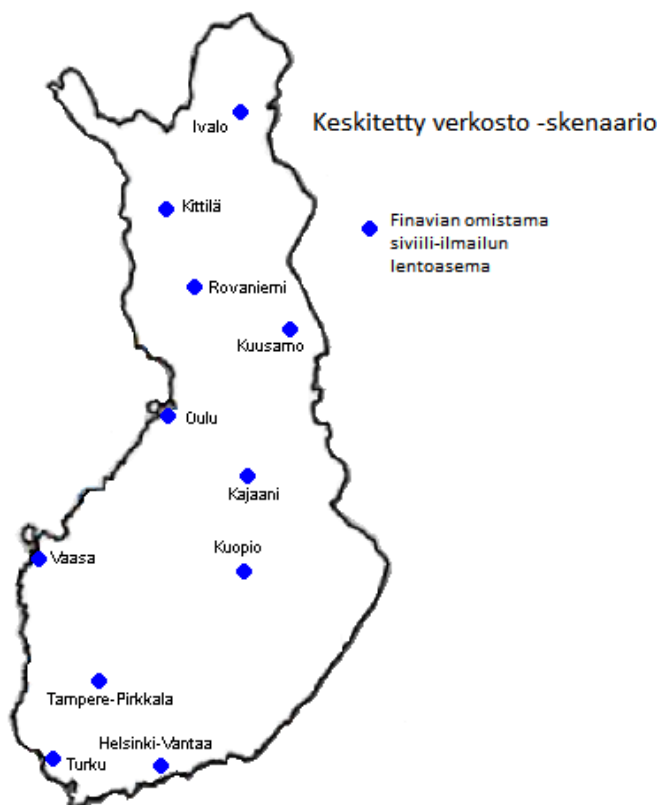 Ivalo
Keskitetty verkosto -skenaario
Kittilä
Finavian omistama
siviili-ilmailun
lentoasema
Rovaniemi
Kuusamo
Oulu
Kajaani
Kuopio
Vaasa
Tampere-Pirkkala
Helsinki-Vantaa
Turku